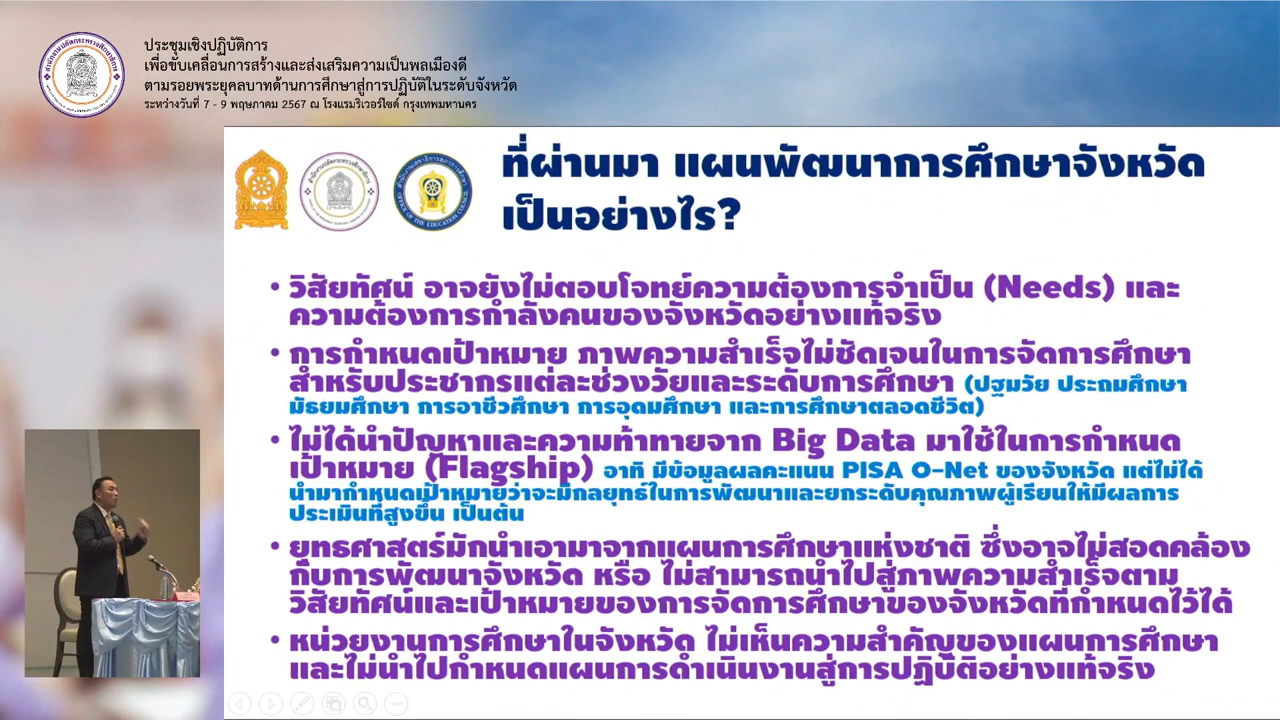 ประชุมเชิงปฏิบัติการ
เพื่อขับเคลื่อนการสร้างและส่งเสริมความเป็นพลเมืองดี
ตามรอยพระยุคลบาทด้านการศึกษาสู่การปฏิบัติในระดับจังหวัด
ระหว่างวันที่ 7 - 9 พฤษภาคม 2567 ณ โรงแรมริเวอร์ไซด์ กรุงเทพมหานคร
ที่ผ่านมา แผนพัฒนาการศึกษาจังหวัด
เป็นอย่างไร?
• วิสัยทัศน์ อาจยังไม่ตอบโจทย์ความต้องการจำเป็น (Needs) และ
ความต้องการกำลังคนของจังหวัดอย่างแท้จริง
• การกำหนดเป้าหมาย ภาพความสำเร็จไม่ชัดเจนในการจัดการศึกษา
สำหรับประชากรแต่ละช่วงวัยและระดับการศึกษา (ปฐมวัย ประถมศึกษา
มัธยมศึกษา การอาชีวศึกษา การอุดมศึกษา และการศึกษาตลอดชีวิต)
• ไม่ได้นำปัญหาและความท้าทายจาก Big Data มาใช้ในการกำหนด
เป้าหมาย (Flagship) อาทิ มีข้อมูลผลคะแนน PISA O-Net ของจังหวัด แต่ไม่ได้
นำมากำหนดเป้าหมายว่าจะมีกลยุทธ์ในการพัฒนาและยกระดับคุณภาพผู้เรียนให้มีผลการ
ประเมินที่สูงขึ้น เป็นต้น
• ยุทธศาสตร์มักนำเอามาจากแผนการศึกษาแห่งชาติ ซึ่งอาจไม่สอดคล้อง
กับการพัฒนาจังหวัด หรือ ไม่สามารถนำไปสู่ภาพความสำเร็จตาม
วิสัยทัศน์และเป้าหมายของการจัดการศึกษาของจังหวัดที่กำหนดไว้ได้
• หน่วยงานการศึกษาในจังหวัด ไม่เห็นความสำคัญของแผนการศึกษา
และไม่นำไปกำหนดแผนการดำเนินงานสู่การปฏิบัติอย่างแท้จริง